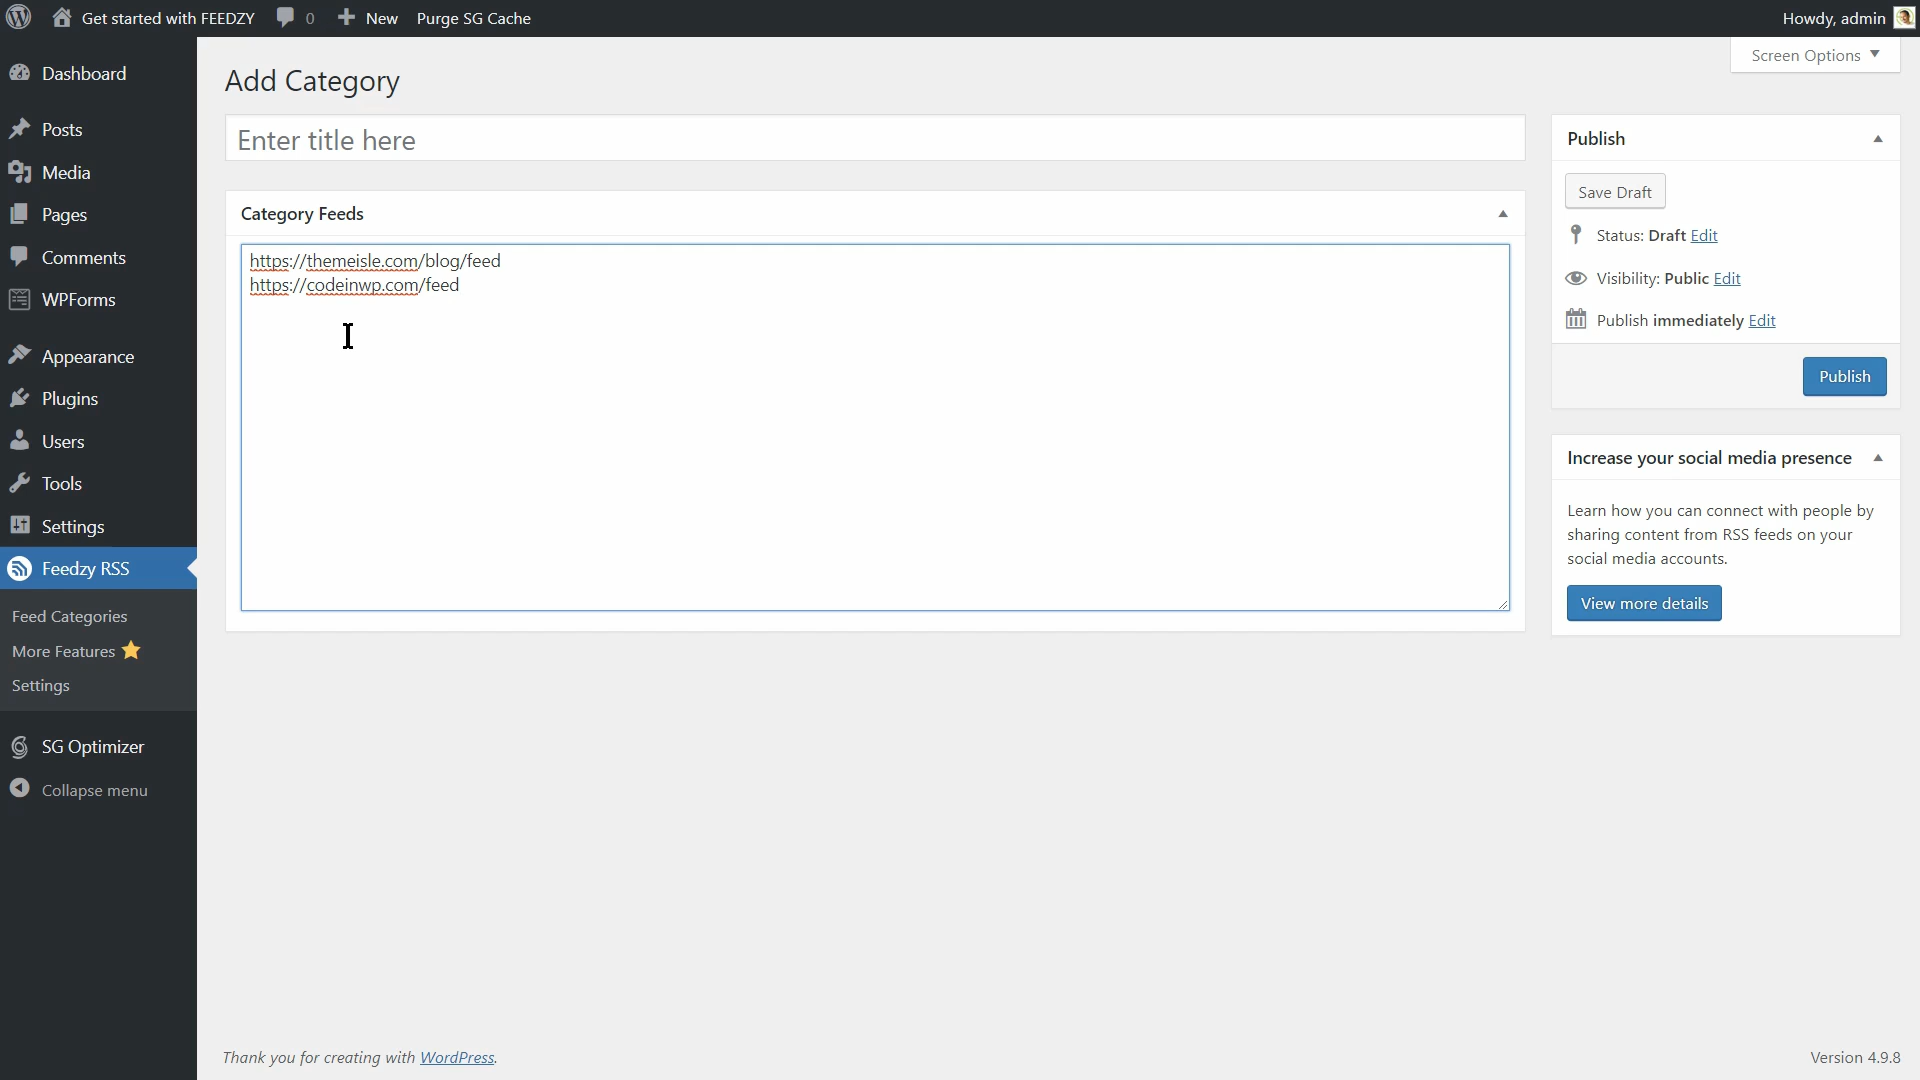 Get started with FEEDZY 0 New Purge SG Cache Howdy, admin
Screen Options
Dashboard
Posts
Media
Pages
Comments
WPForms
Appearance
Plugins
Users
Tools
Settings
Feedzy RSS
Feed Categories
More Features
Settings
SG Optimizer
Collapse menu
Add Category
Enter title here
Category Feeds
https://themeisle.com/blog/feed
https://codeinwp.com/feed
Publish
Save Draft
Status: Draft Edit
Visibility: Public Edit
Publish immediately Edit
Publish
Increase your social media presence
Learn how you can connect with people by
sharing content from RSS feeds on your
social media accounts.
View more details
Thank you for creating with WordPress.
Version 4.9.8